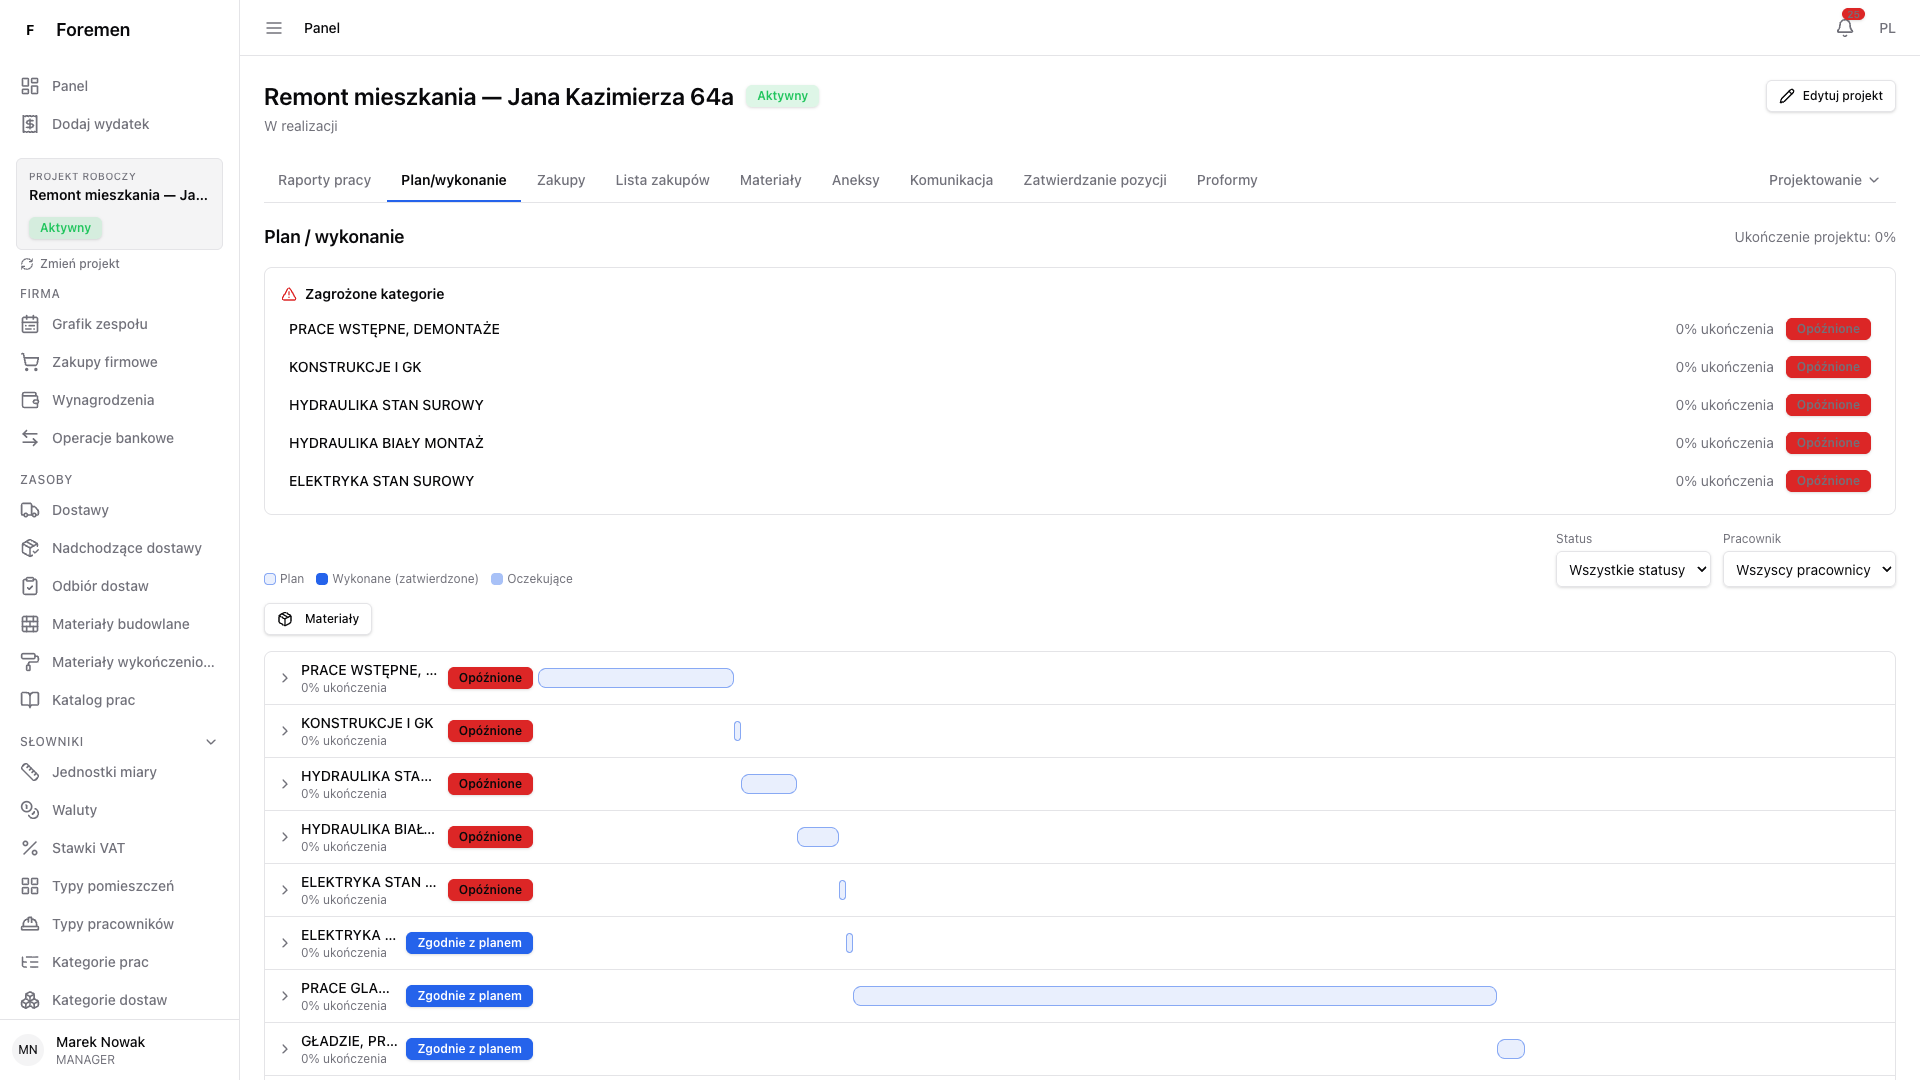 F Foremen
Panel
PL
Panel
Dodaj wydatek
PROJEKT ROBOCZY
Remont mieszkania — Ja...
Aktywny
Zmień projekt
FIRMA
Grafik zespołu
Zakupy firmowe
Wynagrodzenia
Operacje bankowe
ZASOBY
Dostawy
Nadchodzące dostawy
Odbiór dostaw
Materiały budowlane
Materiały wykończenio...
Katalog prac
SŁOWNIKI
Jednostki miary
Waluty
Stawki VAT
Typy pomieszczeń
Typy pracowników
Kategorie prac
Kategorie dostaw
MN Marek Nowak
MANAGER
Remont mieszkania — Jana Kazimierza 64a Aktywny
W realizacji
Edytuj projekt
Raporty pracy Plan/wykonanie Zakupy Lista zakupów Materiały Aneksy Komunikacja Zatwierdzanie pozycji Proformy Projektowanie
Plan / wykonanie
Ukończenie projektu: 0%
Zagrożone kategorie
PRACE WSTĘPNE, DEMONTAŻE 0% ukończenia Opóźnione
KONSTRUKCJE I GK 0% ukończenia Opóźnione
HYDRAULIKA STAN SUROWY 0% ukończenia Opóźnione
HYDRAULIKA BIAŁY MONTAŻ 0% ukończenia Opóźnione
ELEKTRYKA STAN SUROWY 0% ukończenia Opóźnione
Status Pracownik
Wszystkie statusy Wszyscy pracownicy
Plan Wykonane (zatwierdzone) Oczekujące
Materiały
PRACE WSTĘPNE, ... Opóźnione
0% ukończenia
KONSTRUKCJE I GK Opóźnione
0% ukończenia
HYDRAULIKA STA... Opóźnione
0% ukończenia
HYDRAULIKA BIAŁ... Opóźnione
0% ukończenia
ELEKTRYKA STAN ... Opóźnione
0% ukończenia
ELEKTRYKA ... Zgodnie z planem
0% ukończenia
PRACE GLA... Zgodnie z planem
0% ukończenia
GŁADZIE, PR... Zgodnie z planem
0% ukończenia